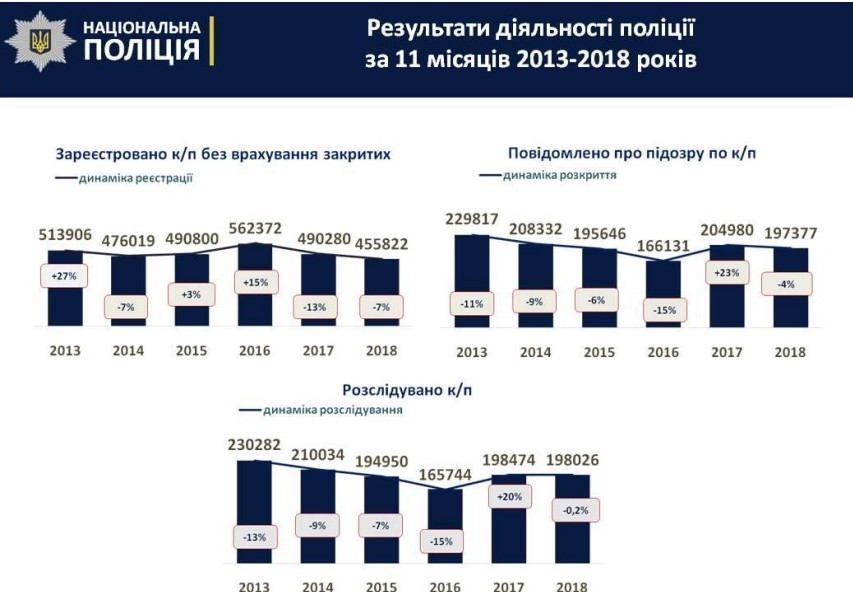 НАЦІОНАЛЬНА
ПОЛІЦІЯ
Результати діяльності поліції
за 11 місяців 2013-2018 років
Зареєстровано к/п без врахування закритих
динаміка реєстрації
513906 476019 490800 562372 490280 455822
+27% -7% +3% +15% -13% -7%
2013 2014 2015 2016 2017 2018
Повідомлено про підозру по к/п
динаміка розкриття
229817 208332 195646 166131 204980 197377
-11% -9% -6% -15% +23% -4%
2013 2014 2015 2016 2017 2018
Розслідувано к/п
динаміка розслідування
230282 210034 194950 165744 198474 198026
-13% -9% -7% -15% +20% -0,2%
2013 2014 2015 2016 2017 2018